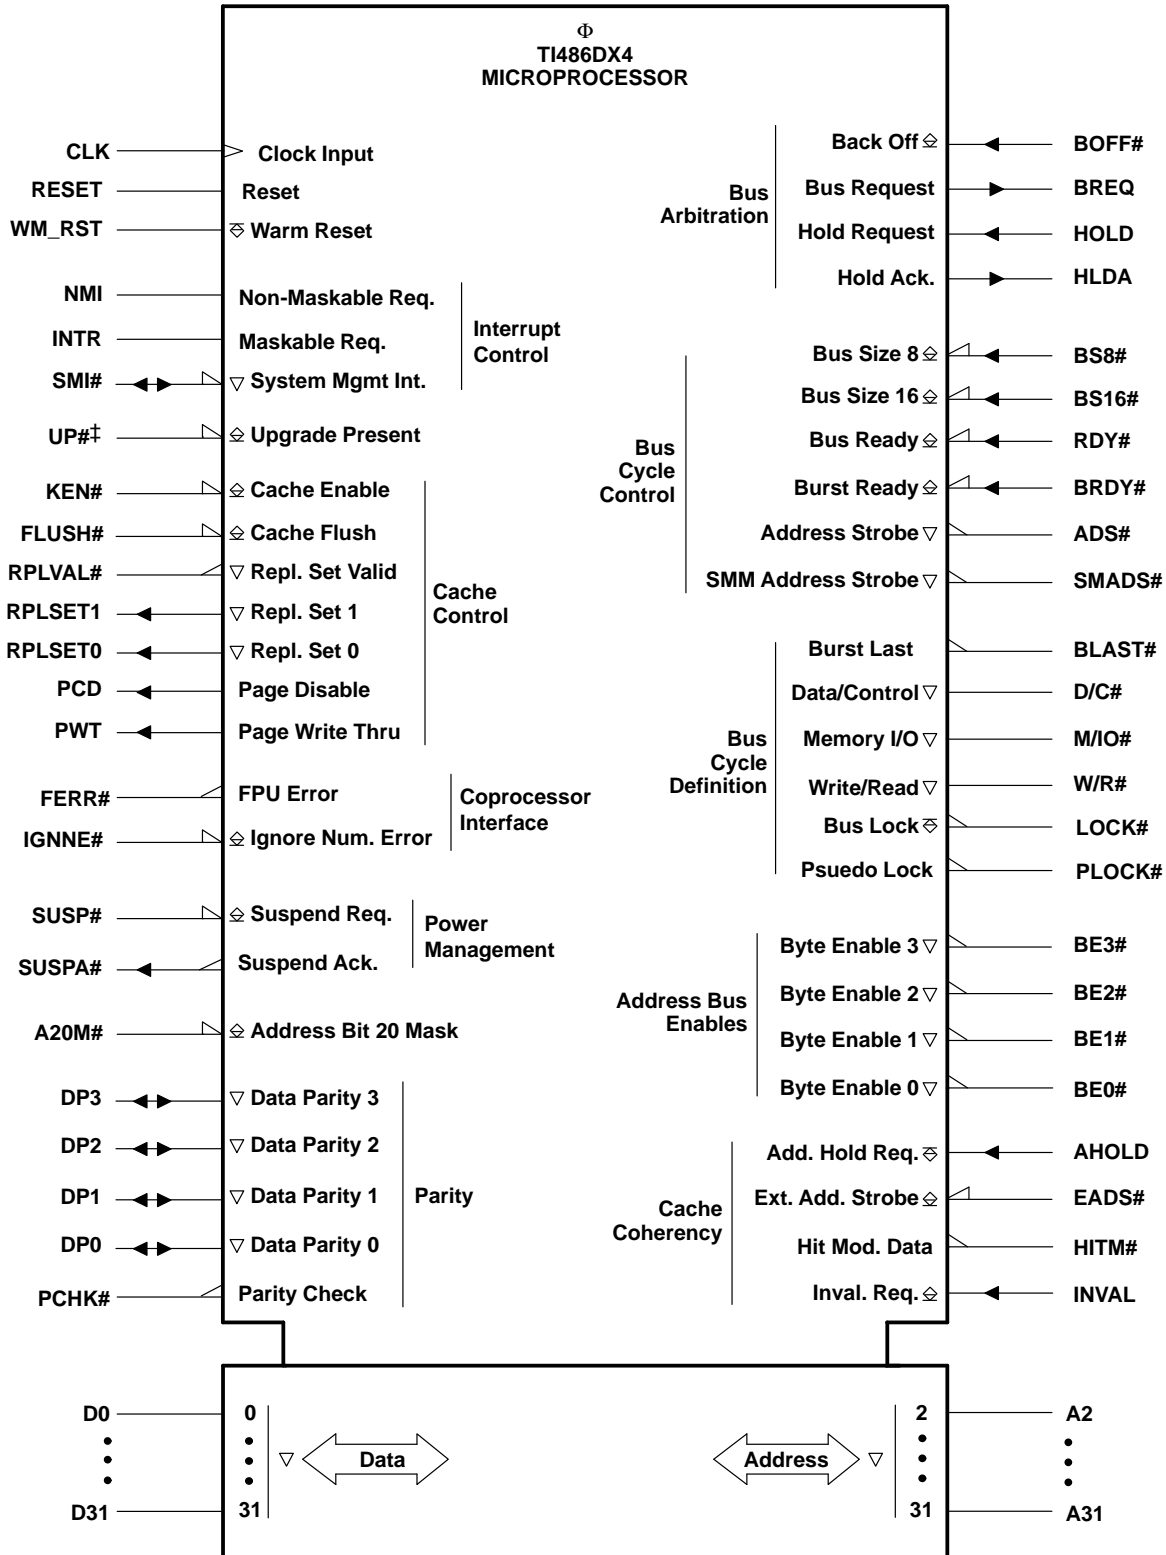 Φ
TI486DX4
MICROPROCESSOR
CLK Clock Input
RESET Reset
WM_RST Warm Reset
NMI Non-Maskable Req.
INTR Maskable Req.
SMI# System Mgmt Int.
Interrupt
Control
UP#‡ Upgrade Present
KEN# Cache Enable
FLUSH# Cache Flush
RPLVAL# Repl. Set Valid
RPLSET1 Repl. Set 1
RPLSET0 Repl. Set 0
PCD Page Disable
PWT Page Write Thru
Cache
Control
FERR# FPU Error
IGNNE# Ignore Num. Error
Coprocessor
Interface
SUSP# Suspend Req.
SUSPA# Suspend Ack.
Power
Management
A20M# Address Bit 20 Mask
DP3 Data Parity 3
DP2 Data Parity 2
DP1 Data Parity 1
DP0 Data Parity 0
PCHK# Parity Check
Parity
Bus
Arbitration
Back Off BOFF#
Bus Request BREQ
Hold Request HOLD
Hold Ack. HLDA
Bus
Cycle
Control
Bus Size 8 BS8#
Bus Size 16 BS16#
Bus Ready RDY#
Burst Ready BRDY#
Address Strobe ADS#
SMM Address Strobe SMADS#
Bus
Cycle
Definition
Burst Last BLAST#
Data/Control D/C#
Memory I/O M/IO#
Write/Read W/R#
Bus Lock LOCK#
Psuedo Lock PLOCK#
Address Bus
Enables
Byte Enable 3 BE3#
Byte Enable 2 BE2#
Byte Enable 1 BE1#
Byte Enable 0 BE0#
Cache
Coherency
Add. Hold Req. AHOLD
Ext. Add. Strobe EADS#
Hit Mod. Data HITM#
Inval. Req. INVAL
D0 0
Data
D31 31
2 A2
Address
31 A31